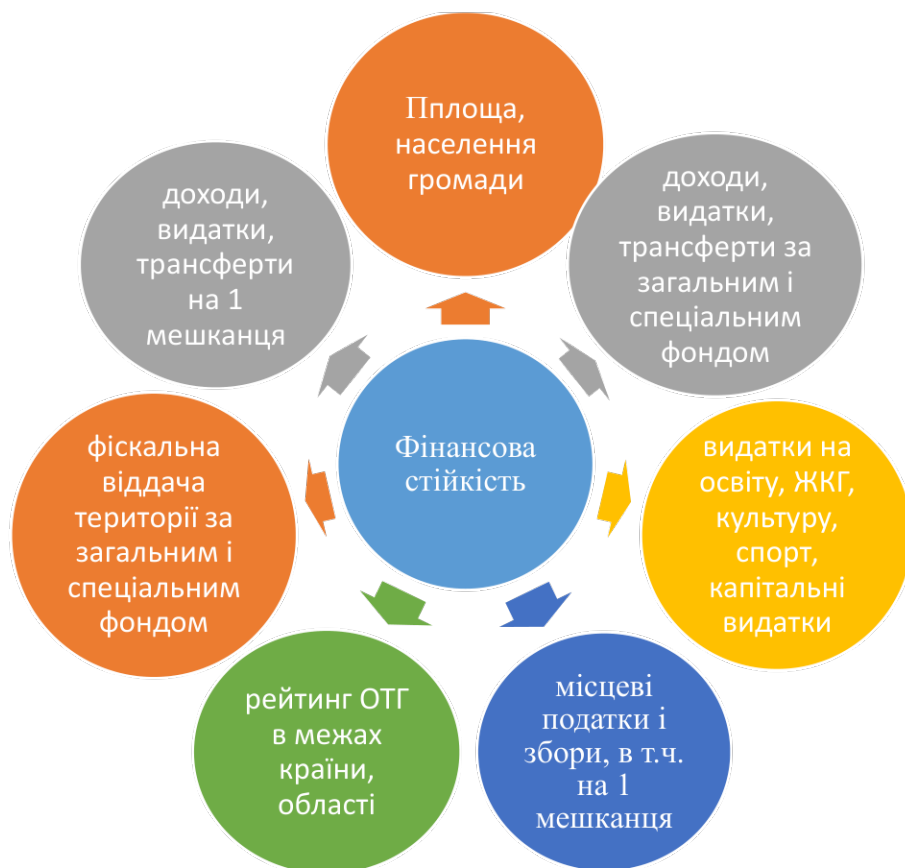 Пплоща,
населення
громади
доходи,
видатки,
трансферти за
загальним і
спеціальним
фондом
видатки на
освіту, ЖКГ,
культуру,
спорт,
капітальні
видатки
місцеві
податки і
збори, в т.ч.
на 1
мешканця
рейтинг ОТГ
в межах
країни,
області
фіскальна
віддача
території за
загальним і
спеціальним
фондом
доходи,
видатки,
трансферти
на 1
мешканця
Фінансова
стійкість